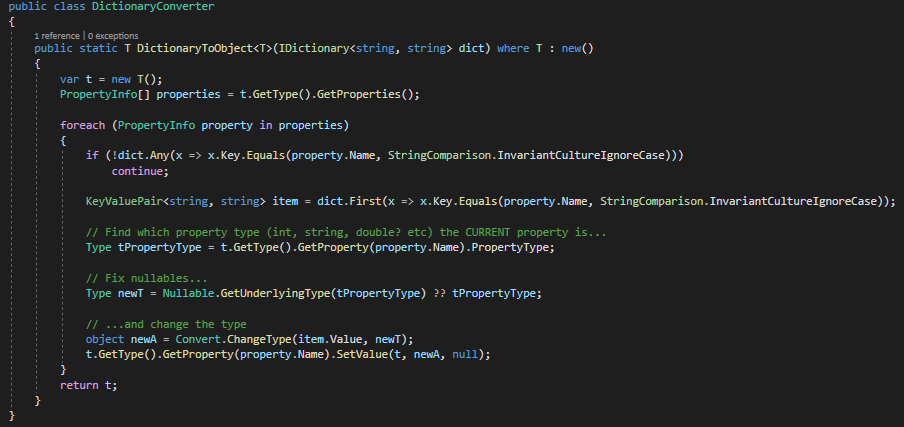 public class DictionaryConverter
{
1 reference | 0 exceptions
public static T DictionaryToObject<T>(IDictionary<string, string> dict) where T : new()
{
var t = new T();
PropertyInfo[] properties = t.GetType().GetProperties();
foreach (PropertyInfo property in properties)
{
if (!dict.Any(x => x.Key.Equals(property.Name, StringComparison.InvariantCultureIgnoreCase)))
continue;
KeyValuePair<string, string> item = dict.First(x => x.Key.Equals(property.Name, StringComparison.InvariantCultureIgnoreCase));
// Find which property type (int, string, double? etc) the CURRENT property is...
Type tPropertyType = t.GetType().GetProperty(property.Name).PropertyType;
// Fix nullables...
Type newT = Nullable.GetUnderlyingType(tPropertyType) ?? tPropertyType;
// ...and change the type
object newA = Convert.ChangeType(item.Value, newT);
t.GetType().GetProperty(property.Name).SetValue(t, newA, null);
}
return t;
}
}